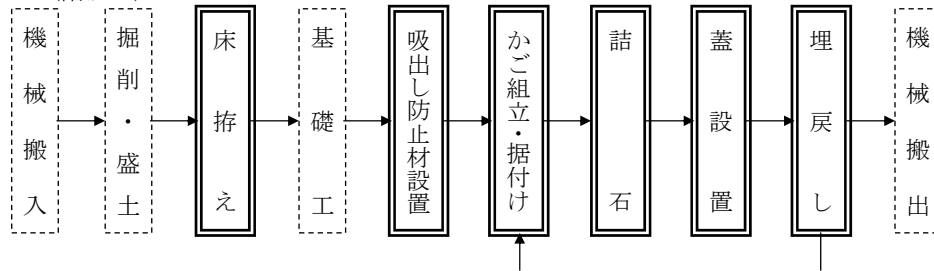 機械搬入
掘削・盛土
床拵え
基礎工
吸出し防止材設置
かご組立・据付け
詰石
蓋設置
埋戻し
機械搬出